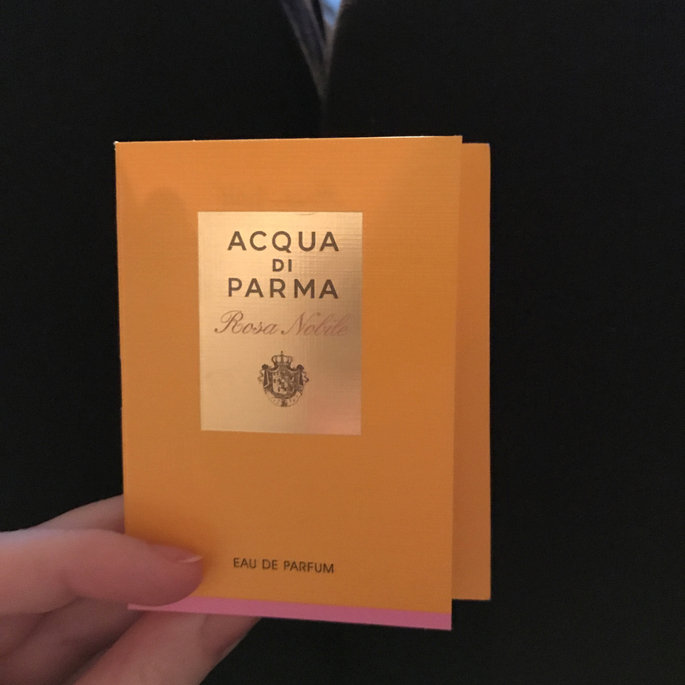 ACQUA
DI
PARMA
Rosa Nobile
EAU DE PARFUM